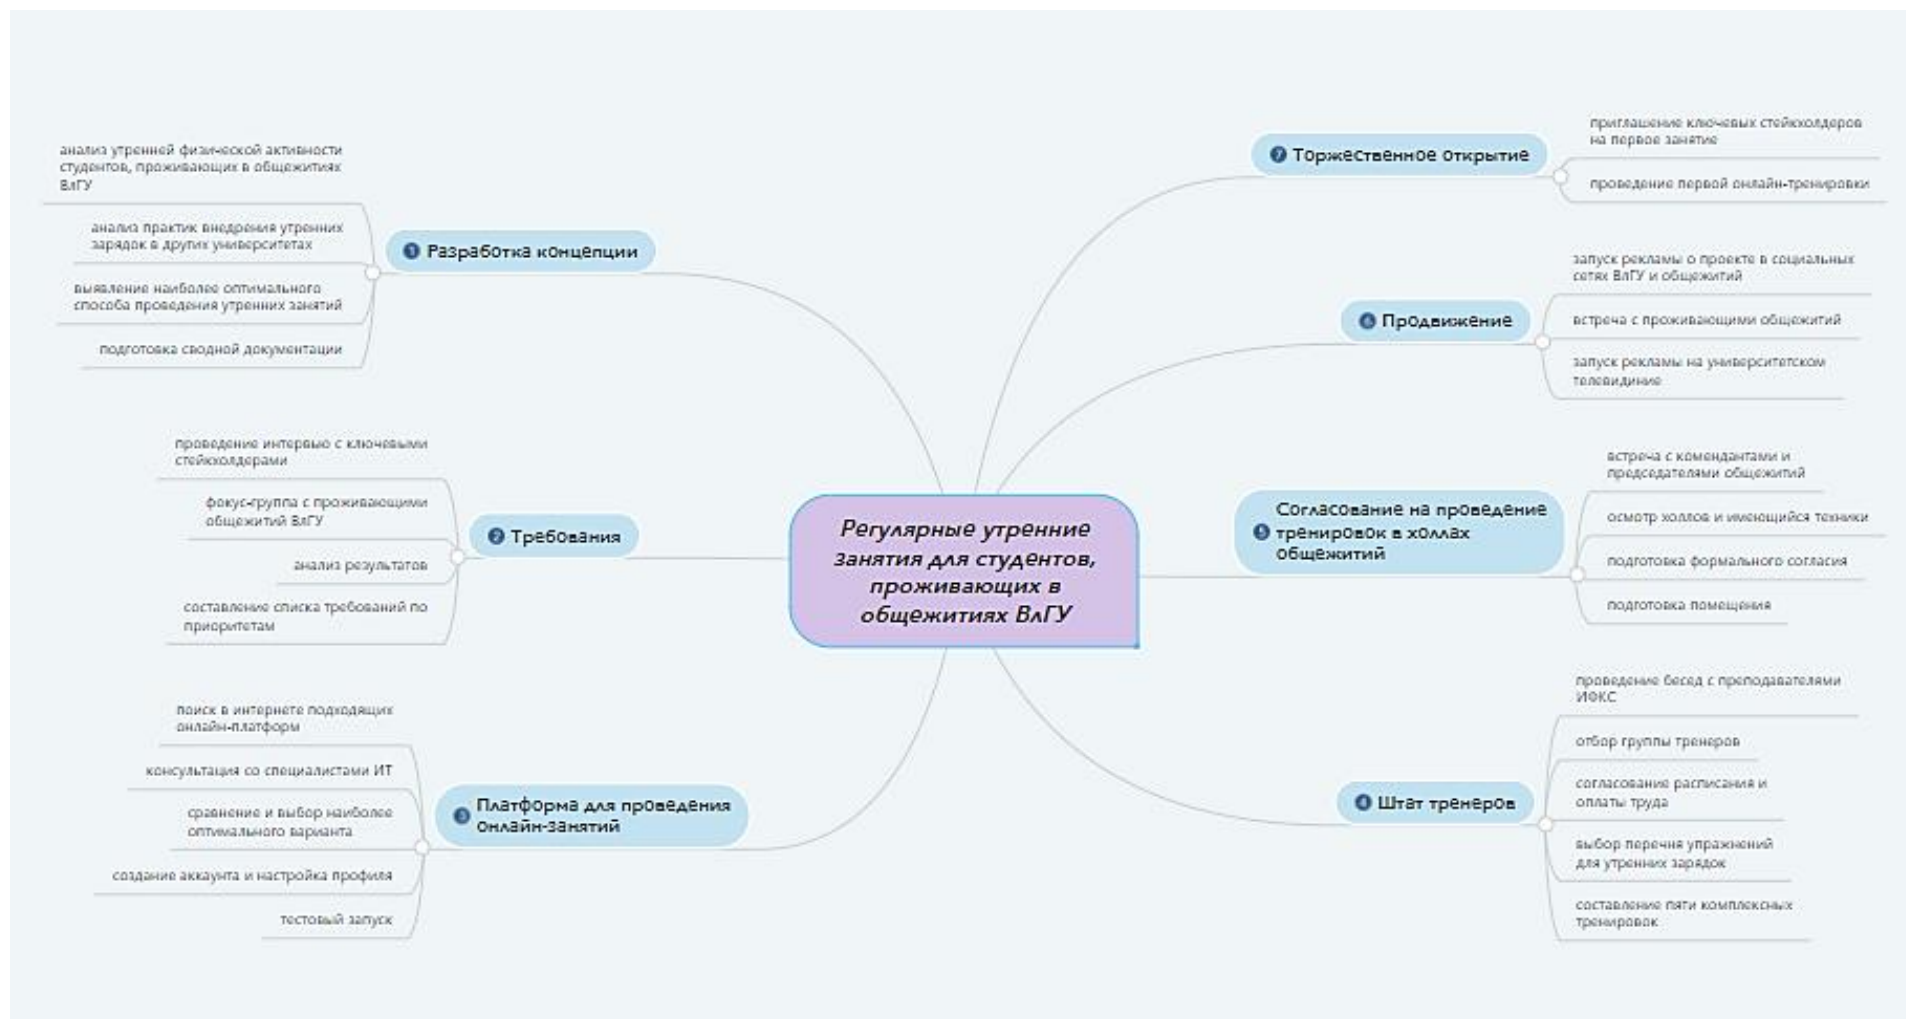 Регулярные утренние
занятия для студентов,
проживающих в
общежитиях ВлГУ
1 Разработка концепции
анализ утренней физической активности
студентов, проживающих в общежитиях
ВлГУ
анализ практик внедрения утренних
зарядок в других университетах
выявление наиболее оптимального
способа проведения утренних занятий
подготовка сводной документации
2 Требования
проведение интервью с ключевыми
стейкхолдерами
фокус-группа с проживающими
общежитий ВлГУ
анализ результатов
составление списка требований по
приоритетам
3 Платформа для проведения
онлайн-занятий
поиск в интернете подходящих
онлайн-платформ
консультация со специалистами ИТ
сравнение и выбор наиболее
оптимального варианта
создание аккаунта и настройка профиля
тестовый запуск
4 Штат тренеров
проведение бесед с преподавателями
ИФКС
отбор группы тренеров
согласование расписания и
оплаты труда
выбор перечня упражнений
для утренних зарядок
составление пяти комплексных
тренировок
5 Согласование на проведение
тренировок в холлах
общежитий
встреча с комендантами и
председателями общежитий
осмотр холлов и имеющийся техники
подготовка формального согласия
подготовка помещения
6 Продвижение
запуск рекламы о проекте в социальных
сетях ВлГУ и общежитий
встреча с проживающими общежитий
запуск рекламы на университетском
телевидиние
7 Торжественное открытие
приглашение ключевых стейкхолдеров
на первое занятие
проведение первой онлайн-тренировки